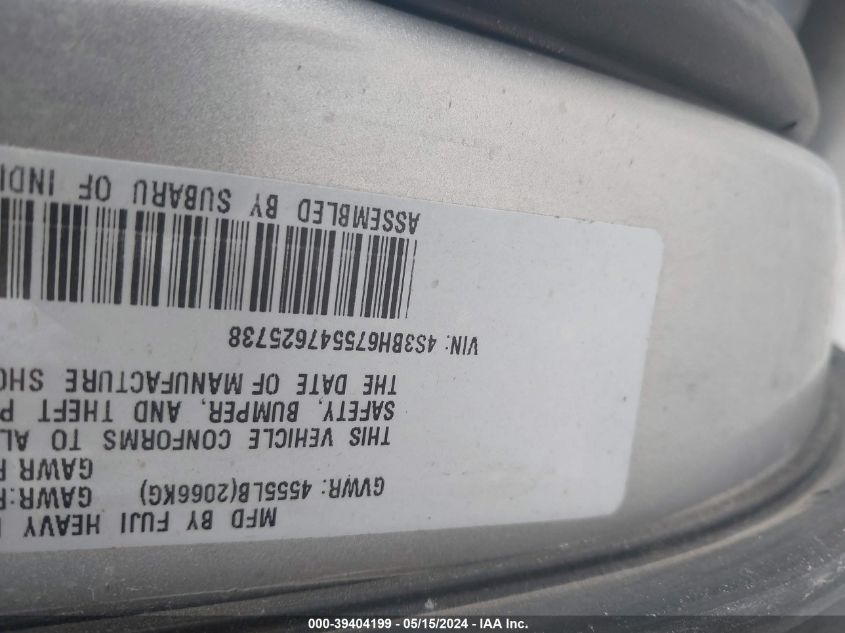 MFD BY FUJI HEAVY
GVWR: 4555LB(2066KG) GAWR:
GAWR
THIS VEHICLE CONFORMS TO AL
SAFETY, BUMPER, AND THEFT P
THE DATE OF MANUFACTURE SHO
VIN: 4S3BH675547625738
ASSEMBLED BY SUBARU OF INDI
000-39404199 - 05/15/2024 - IAA Inc.